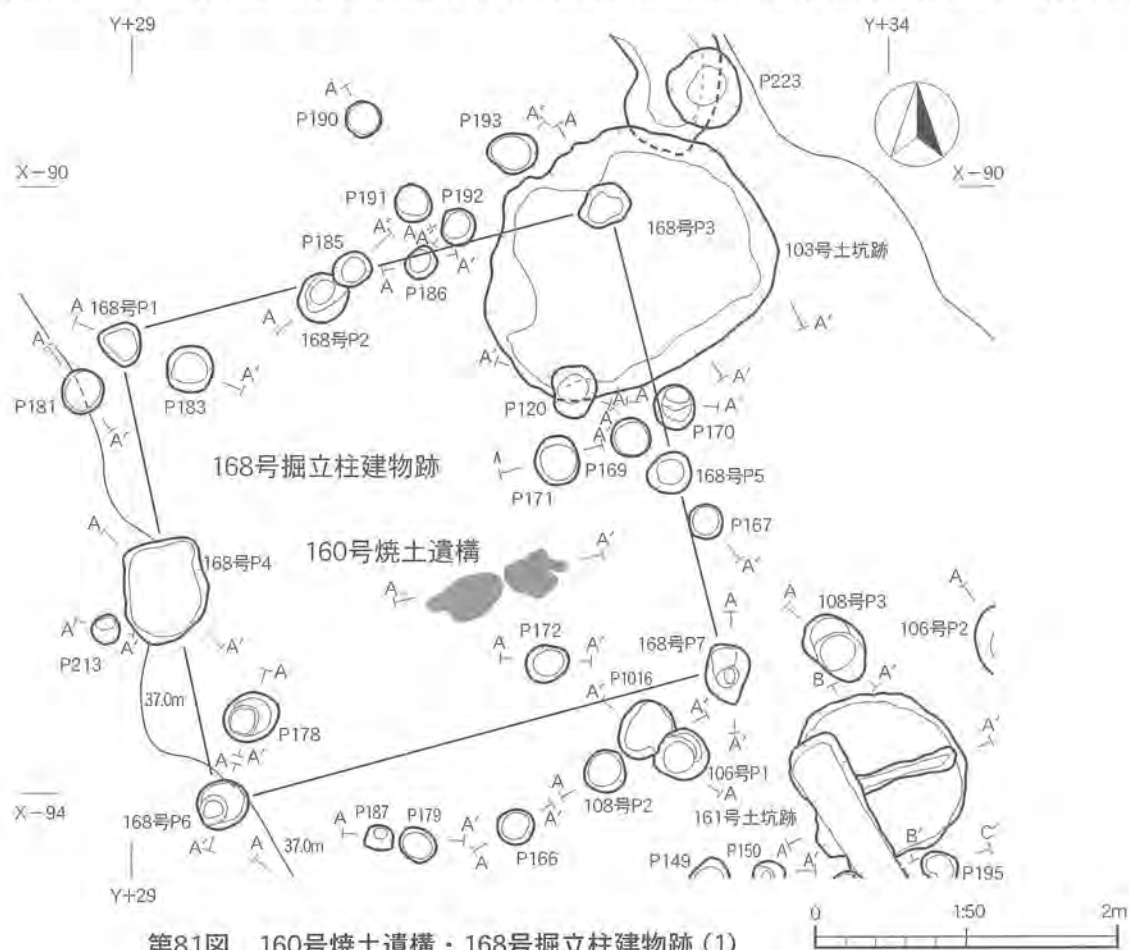 Y+29
Y+34
P223
A
P190
P193
A''
A
X-90
X-90
P191
P192
168号P3
103号土坑跡
P185
A''
A
A''
A'
P186
A
168号P1
A
A
168号P2
A'
A''
A'
P181
P183
A'
A''
P120
A'
A
A
A'
A''
P170
A''
P169
168号P5
P171
168号掘立柱建物跡
P167
A
A'
160号焼土遺構
A'
A''
168号P4
A
A
A
108号P3
A
106号P2
A''
A'
A'
P213
A
P172
A'
168号P7
37.0m
A
P1016
A''
A''
B
A''
A'
A'
P178
A
A'
106号P1
A
X-94
168号P6
A
108号P2
A
P187
P179
A'
A'
161号土坑跡
A''
A
37.0m
A
P166
B'
C'
P149
P150
A
A'
P195
Y+29
0
1:50
2m
第81図 160号焼土遺構・168号掘立柱建物跡(1)